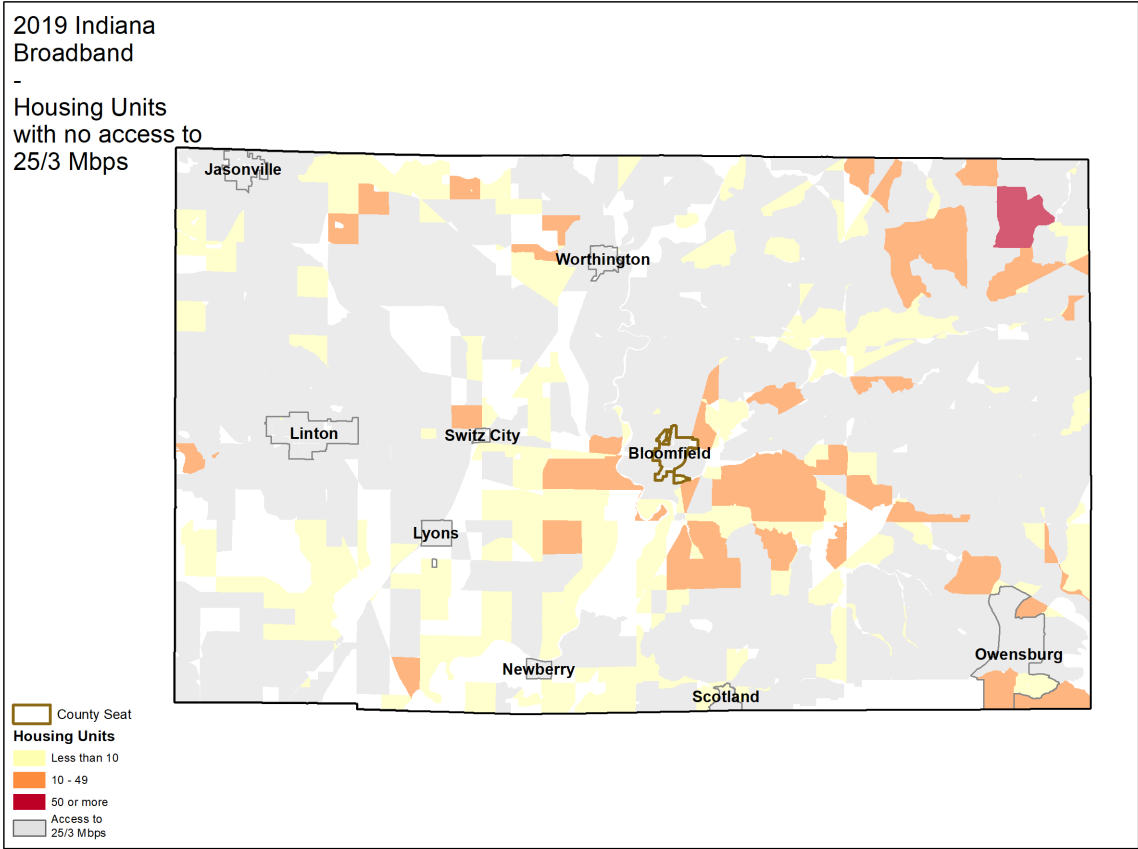 2019 Indiana
Broadband
-
Housing Units
with no access to
25/3 Mbps
Jasonville
Worthington
Linton
Switz City
Bloomfield
Lyons
Newberry
Owensburg
Scotland
County Seat
Housing Units
Less than 10
10 - 49
50 or more
Access to
25/3 Mbps